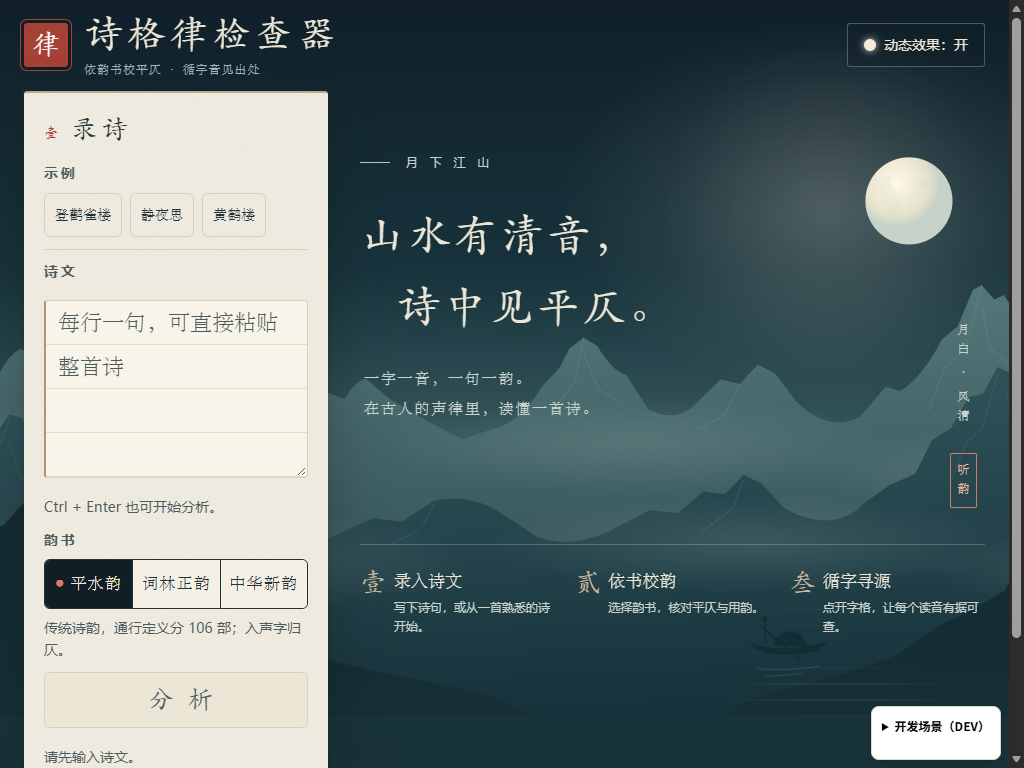 律
诗格律检查器
依韵书校平仄 · 循字音见出处
动态效果：开
壹 录诗
示例
登鹳雀楼 静夜思 黄鹤楼
诗文
每行一句，可直接粘贴
整首诗
Ctrl + Enter 也可开始分析。
韵书
平水韵 词林正韵 中华新韵
传统诗韵，通行定义分 106 部；入声字归
仄。
分析
请先输入诗文。
月下江山
山水有清音，
诗中见平仄。
一字一音，一句一韵。
在古人的声律里，读懂一首诗。
月白·风清
听韵
壹 录入诗文
写下诗句，或从一首熟悉的诗
开始。
贰 依书校韵
选择韵书，核对平仄与用韵。
叁 循字寻源
点开字格，让每个读音有据可
查。
开发场景（DEV）